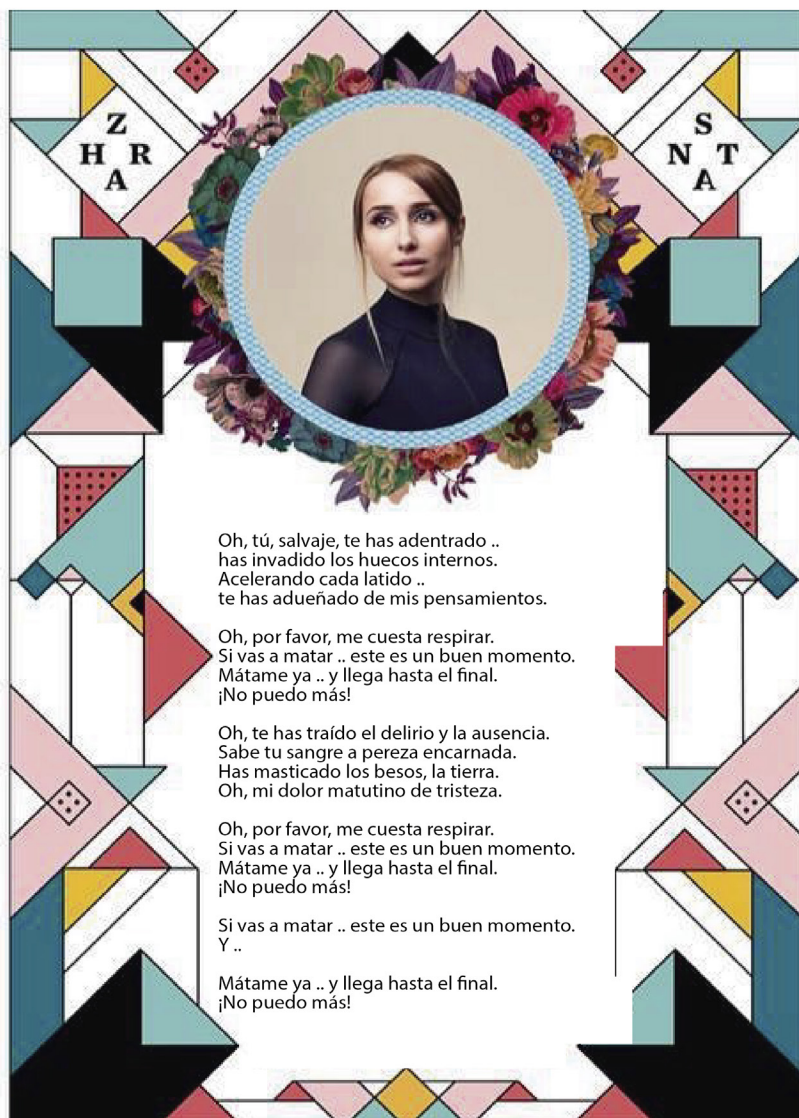 Z
H R
A
S
N T
A
Oh, tú, salvaje, te has adentrado ..
has invadido los huecos internos.
Acelerando cada latido ..
te has adueñado de mis pensamientos.
Oh, por favor, me cuesta respirar.
Si vas a matar .. este es un buen momento.
Mátame ya .. y llega hasta el final.
¡No puedo más!
Oh, te has traído el delirio y la ausencia.
Sabe tu sangre a pereza encarnada.
Has masticado los besos, la tierra.
Oh, mi dolor matutino de tristeza.
Oh, por favor, me cuesta respirar.
Si vas a matar .. este es un buen momento.
Mátame ya .. y llega hasta el final.
¡No puedo más!
Si vas a matar .. este es un buen momento.
Y ..
Mátame ya .. y llega hasta el final.
¡No puedo más!